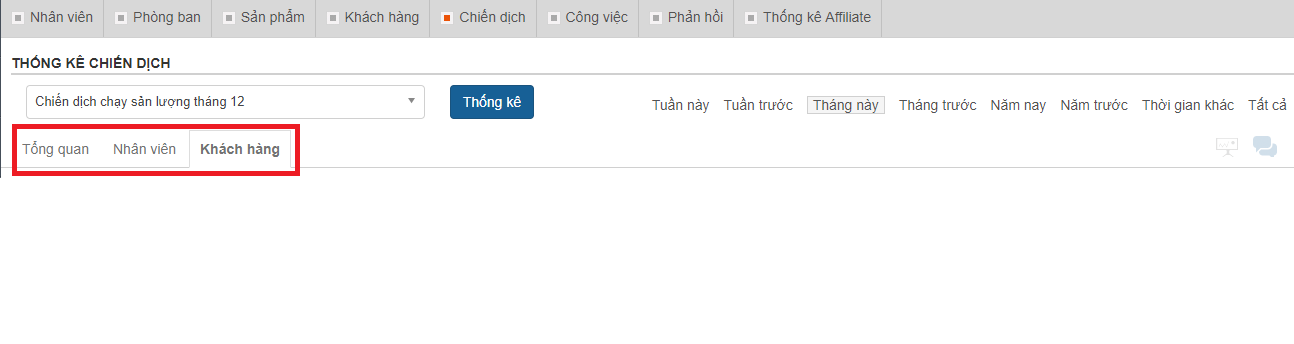 Nhân viên Phòng ban Sản phẩm Khách hàng Chiến dịch Công việc Phản hồi Thống kê Affiliate
THỐNG KÊ CHIẾN DỊCH
Chiến dịch chạy sản lượng tháng 12 Thống kê Tuần này Tuần trước Tháng này Tháng trước Năm nay Năm trước Thời gian khác Tất cả
Tổng quan Nhân viên Khách hàng